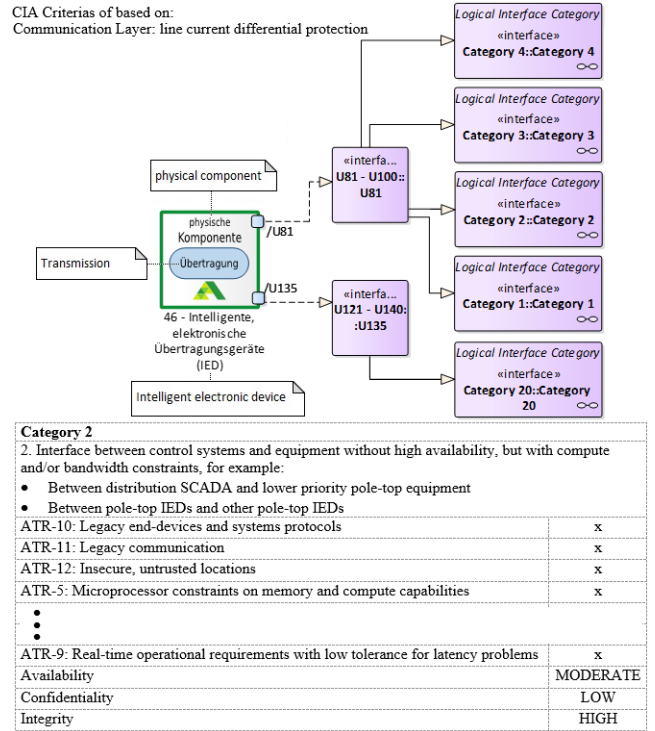 CIA Criterias of based on:
Communication Layer: line current differential protection
Logical Interface Category
«interface»
Category 4::Category 4
Logical Interface Category
«interface»
Category 3::Category 3
Logical Interface Category
«interface»
Category 2::Category 2
Logical Interface Category
«interface»
Category 1::Category 1
Logical Interface Category
«interface»
Category 20::Category
20
«interfa...
U81 - U100::
U81
«interfa...
U121 - U140:
:U135
physical component
Transmission
physische
Komponente
Übertragung
/U81
/U135
46 - Intelligente,
elektronische
Übertragungsgeräte
(IED)
Intelligent electronic device
Category 2
2. Interface between control systems and equipment without high availability, but with compute
and/or bandwidth constraints, for example:
• Between distribution SCADA and lower priority pole-top equipment
• Between pole-top IEDs and other pole-top IEDs
ATR-10: Legacy end-devices and systems protocols x
ATR-11: Legacy communication x
ATR-12: Insecure, untrusted locations x
ATR-5: Microprocessor constraints on memory and compute capabilities x
•
•
•
ATR-9: Real-time operational requirements with low tolerance for latency problems x
Availability MODERATE
Confidentiality LOW
Integrity HIGH